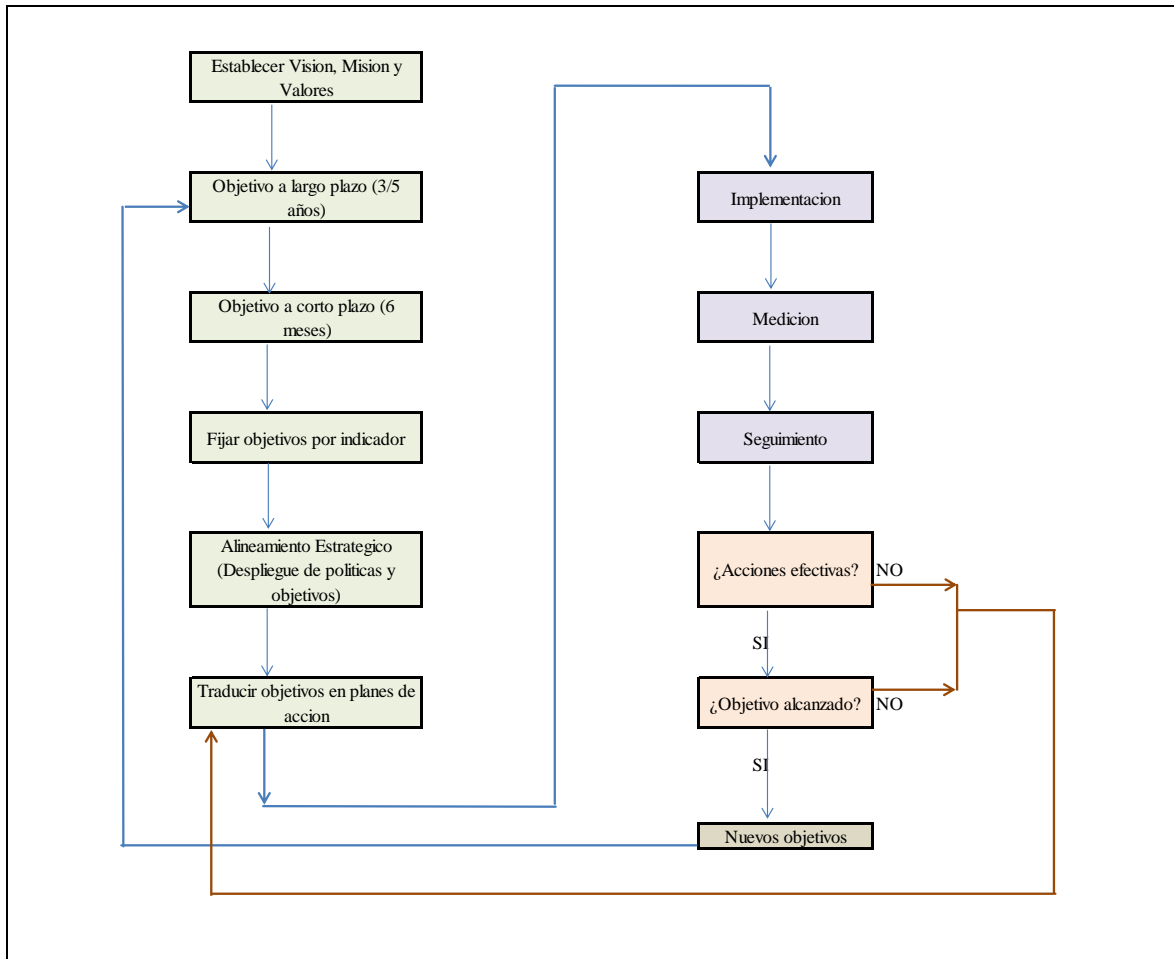 Establecer Vision, Mision y
Valores
Objetivo a largo plazo (3/5
años)
Objetivo a corto plazo (6
meses)
Fijar objetivos por indicador
Alineamiento Estrategico
(Despliegue de politicas y
objetivos)
Traducir objetivos en planes de
accion
Implementacion
Medicion
Seguimiento
¿Acciones efectivas?
NO
SI
¿Objetivo alcanzado?
NO
SI
Nuevos objetivos